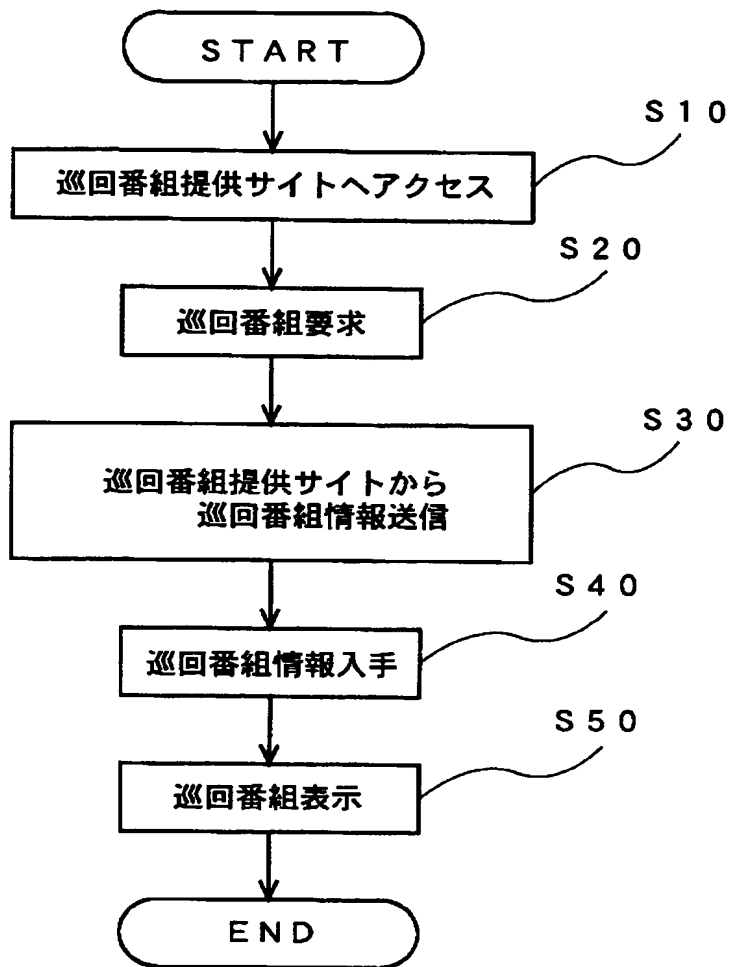 START
S10
巡回番組提供サイトへアクセス
S20
巡回番組要求
S30
巡回番組提供サイトから
巡回番組情報送信
S40
巡回番組情報入手
S50
巡回番組表示
END